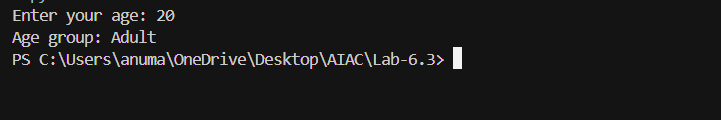 Enter your age: 20
Age group: Adult
PS C:\Users\anuma\OneDrive\Desktop\AIAC\Lab-6.3>